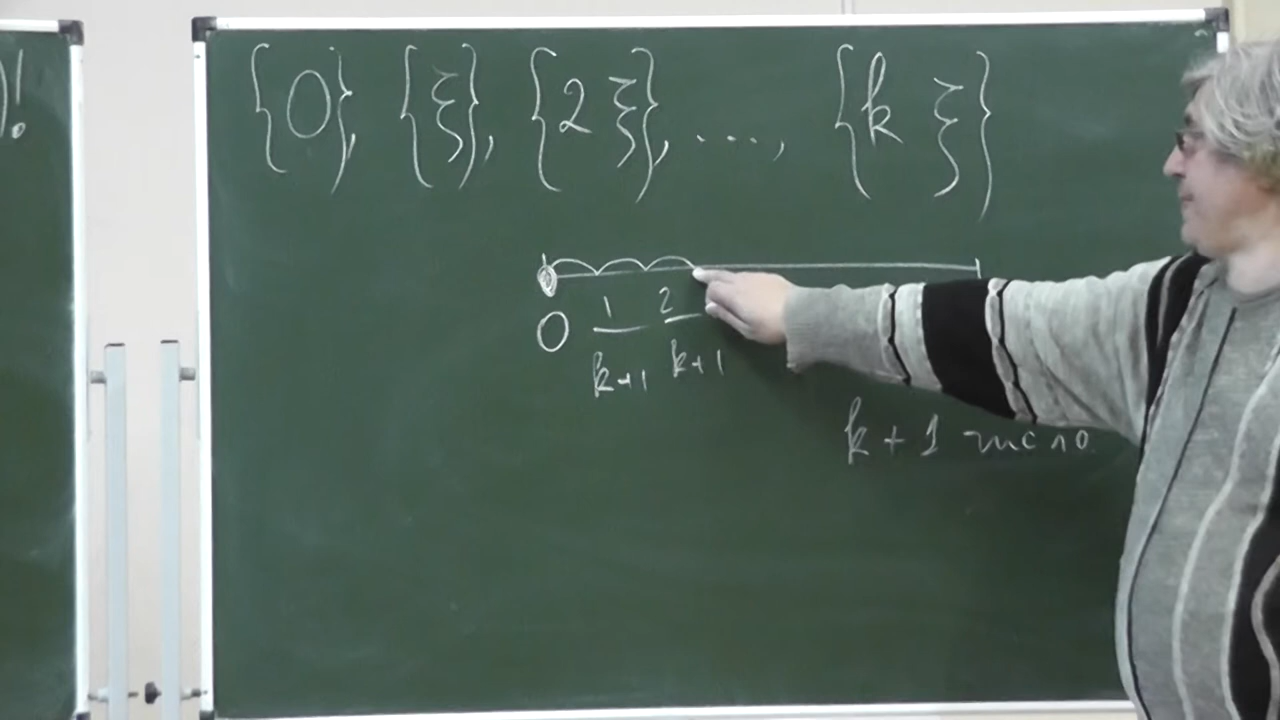 )!
{0}, {ξ}, {2ξ}, ..., {kξ}
0 1/(k+1) 2/(k+1)
k+1 число